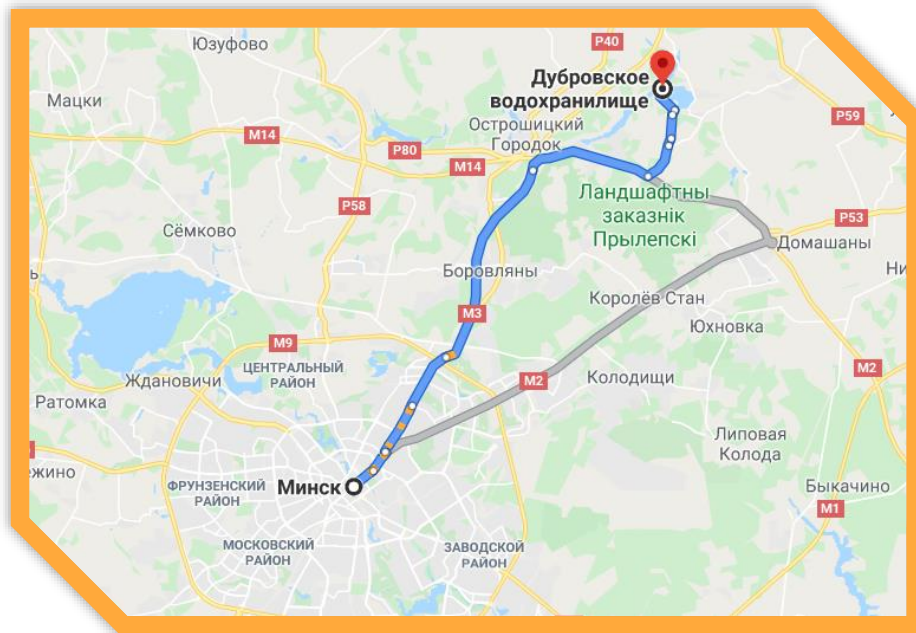 Юзуфово
P40
Дубровское
водохранилище
Мацки
Острошицкий
Городок
P59
M14
P80
M14
Ландшафтны
заказнік
Прылепскі
P58
P53
Сёмково
Домашаны
Боровляны
Королёв Стан
M3
Юхновка
M9
ЦЕНТРАЛЬНЫЙ
РАЙОН
Ждановичи
M2
Колодищи
M2
Ратомка
Липовая
Колода
ФРУНЗЕНСКИЙ
РАЙОН
Минск
Быкачино
M1
МОСКОВСКИЙ
РАЙОН
ЗАВОДСКОЙ
РАЙОН